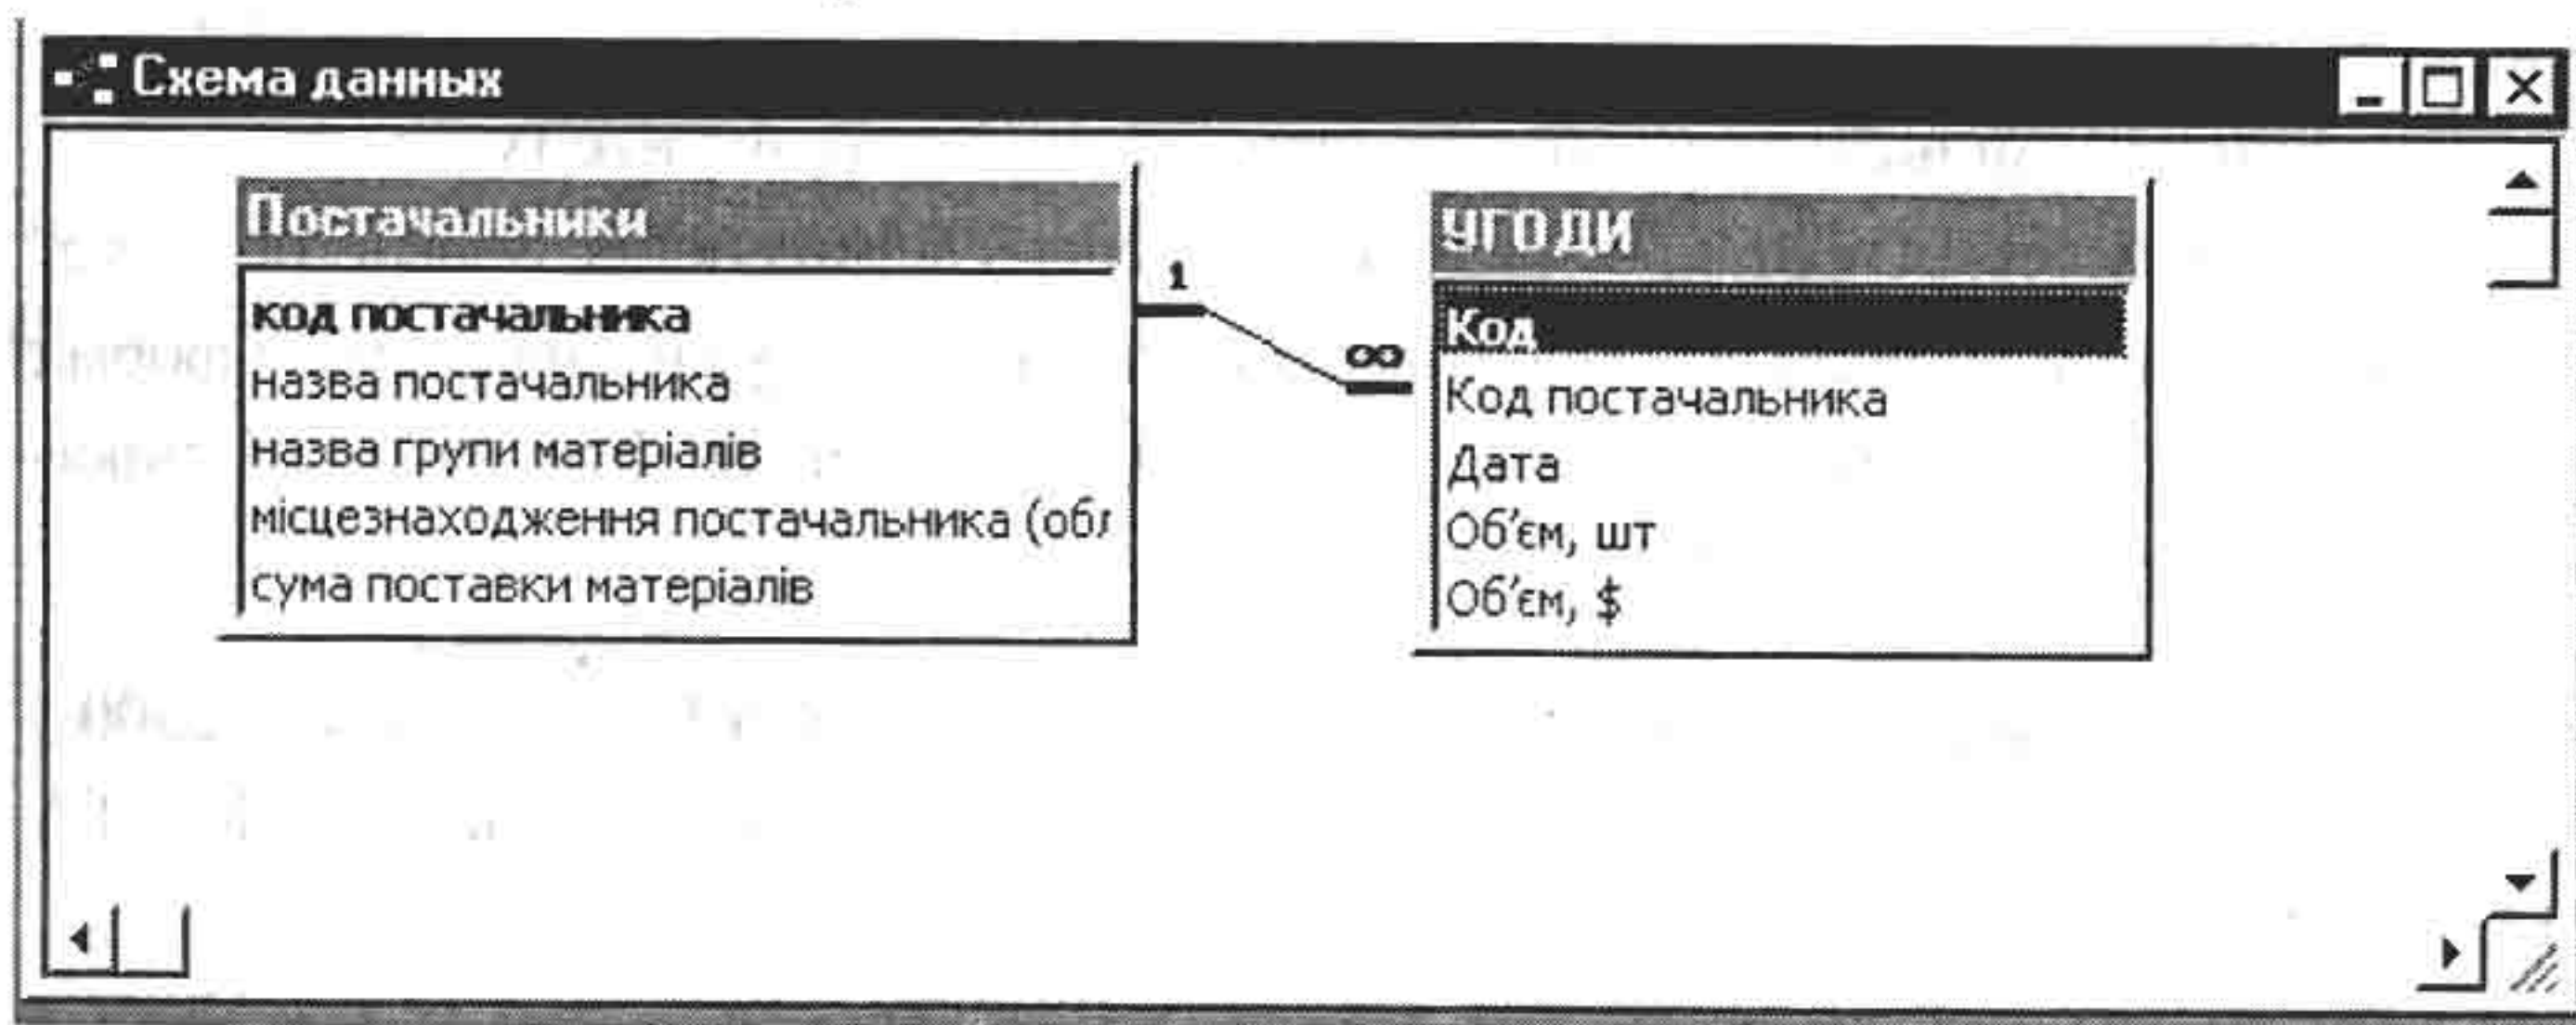 Схема данных
Постачальники
код постачальника
назва постачальника
назва групи матеріалів
місцезнаходження постачальника (обл
сума поставки матеріалів
1
∞
УГОДИ
Код
Код постачальника
Дата
Об'єм, шт
Об'єм, $